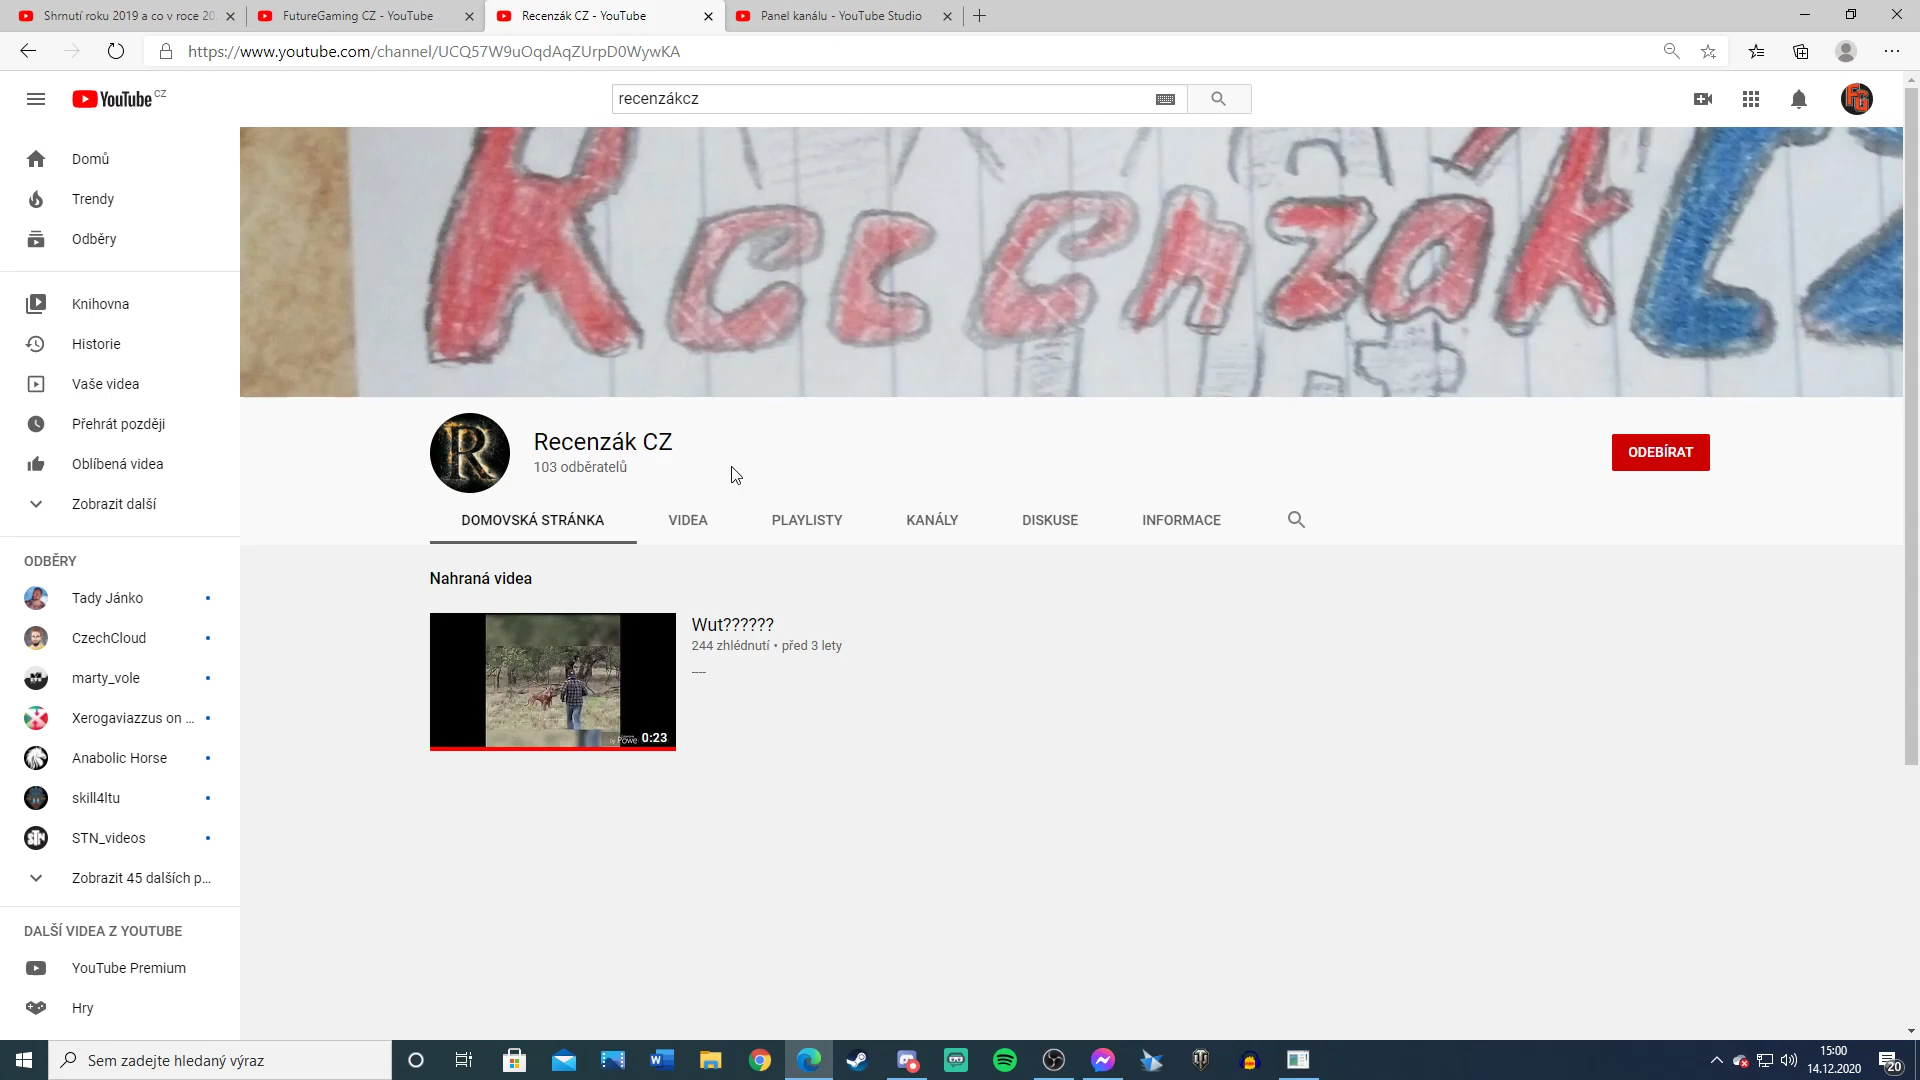 Shrnutí roku 2019 a co v roce 20
FutureGaming CZ - YouTube
Recenzák CZ - YouTube
Panel kanálu - YouTube Studio
https://www.youtube.com/channel/UCQ57W9uOqdAqZUrpD0WywKA
YouTube CZ
recenzákcz
Domů
Trendy
Odběry
Knihovna
Historie
Vaše videa
Přehrát později
Oblíbená videa
Zobrazit další
ODBĚRY
Tady Jánko
CzechCloud
marty_vole
Xerogaviazzus on ...
Anabolic Horse
skill4ltu
STN_videos
Zobrazit 45 dalších p...
DALŠÍ VIDEA Z YOUTUBE
YouTube Premium
Hry
Recenzák CZ
R
Recenzák CZ
103 odběratelů
ODEBÍRAT
DOMOVSKÁ STRÁNKA
VIDEA
PLAYLISTY
KANÁLY
DISKUSE
INFORMACE
Nahraná videa
0:23
Wut??????
244 zhlédnutí • před 3 lety
Sem zadejte hledaný výraz
15:00
14.12.2020
20